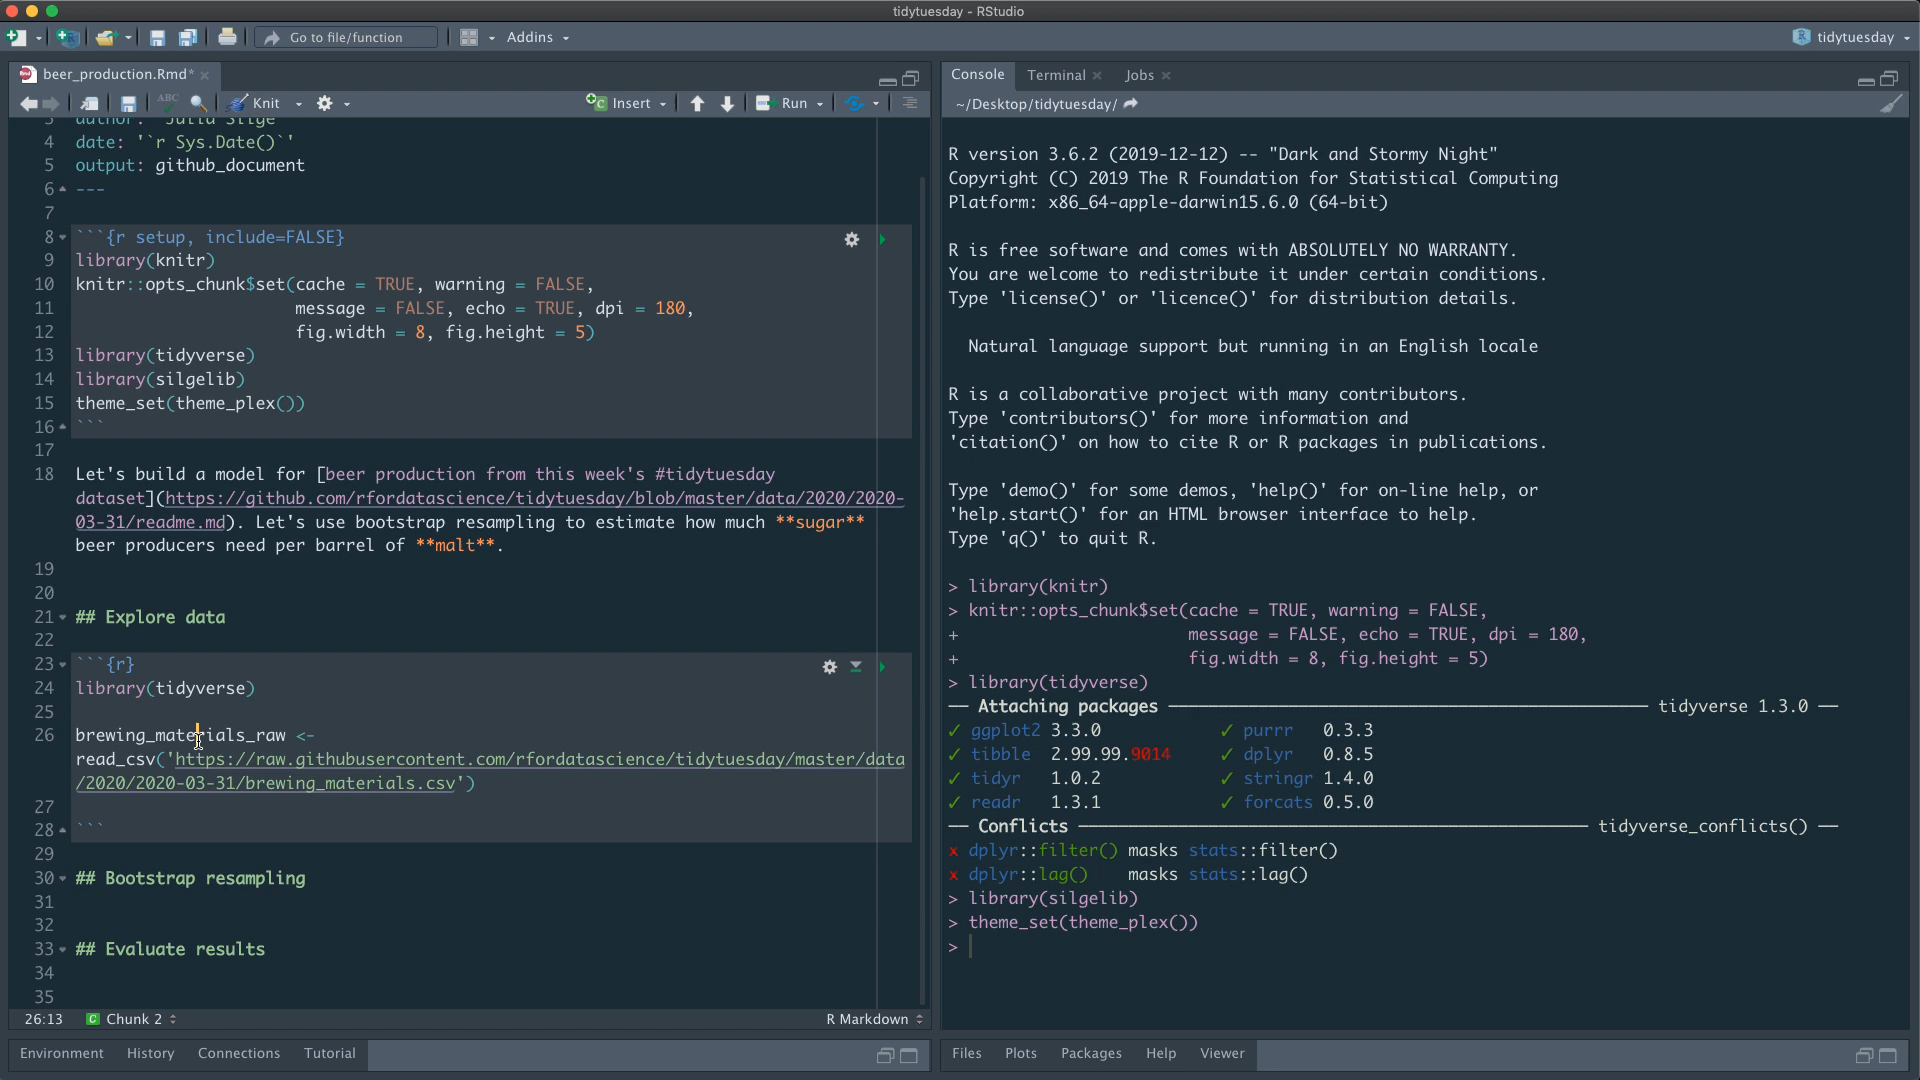 tidytuesday - RStudio
Go to file/function
Addins
tidytuesday
beer_production.Rmd*
ABC
Knit
Insert
Run
3 author: "Julia Silge"
4 date: '`r Sys.Date()`'
5 output: github_document
6 ---
7
8 ```{r setup, include=FALSE}
9 library(knitr)
10 knitr::opts_chunk$set(cache = TRUE, warning = FALSE,
11 message = FALSE, echo = TRUE, dpi = 180,
12 fig.width = 8, fig.height = 5)
13 library(tidyverse)
14 library(silgelib)
15 theme_set(theme_plex())
16 ```
17
18 Let's build a model for [beer production from this week's #tidytuesday
dataset](https://github.com/rfordatascience/tidytuesday/blob/master/data/2020/2020-
03-31/readme.md). Let's use bootstrap resampling to estimate how much **sugar**
beer producers need per barrel of **malt**.
19
20
21 ## Explore data
22
23 ```{r}
24 library(tidyverse)
25
26 brewing_materials_raw <-
read_csv('https://raw.githubusercontent.com/rfordatascience/tidytuesday/master/data
/2020/2020-03-31/brewing_materials.csv')
27
28 ```
29
30 ## Bootstrap resampling
31
32
33 ## Evaluate results
34
35
26:13 C Chunk 2 R Markdown
Environment History Connections Tutorial
Console Terminal Jobs
~/Desktop/tidytuesday/
R version 3.6.2 (2019-12-12) -- "Dark and Stormy Night"
Copyright (C) 2019 The R Foundation for Statistical Computing
Platform: x86_64-apple-darwin15.6.0 (64-bit)
R is free software and comes with ABSOLUTELY NO WARRANTY.
You are welcome to redistribute it under certain conditions.
Type 'license()' or 'licence()' for distribution details.
Natural language support but running in an English locale
R is a collaborative project with many contributors.
Type 'contributors()' for more information and
'citation()' on how to cite R or R packages in publications.
Type 'demo()' for some demos, 'help()' for on-line help, or
'help.start()' for an HTML browser interface to help.
Type 'q()' to quit R.
> library(knitr)
> knitr::opts_chunk$set(cache = TRUE, warning = FALSE,
+ message = FALSE, echo = TRUE, dpi = 180,
+ fig.width = 8, fig.height = 5)
> library(tidyverse)
── Attaching packages ── tidyverse 1.3.0 ──
✓ ggplot2 3.3.0 ✓ purrr 0.3.3
✓ tibble 2.99.99.9014 ✓ dplyr 0.8.5
✓ tidyr 1.0.2 ✓ stringr 1.4.0
✓ readr 1.3.1 ✓ forcats 0.5.0
── Conflicts ── tidyverse_conflicts() ──
x dplyr::filter() masks stats::filter()
x dplyr::lag() masks stats::lag()
> library(silgelib)
> theme_set(theme_plex())
>
Files Plots Packages Help Viewer